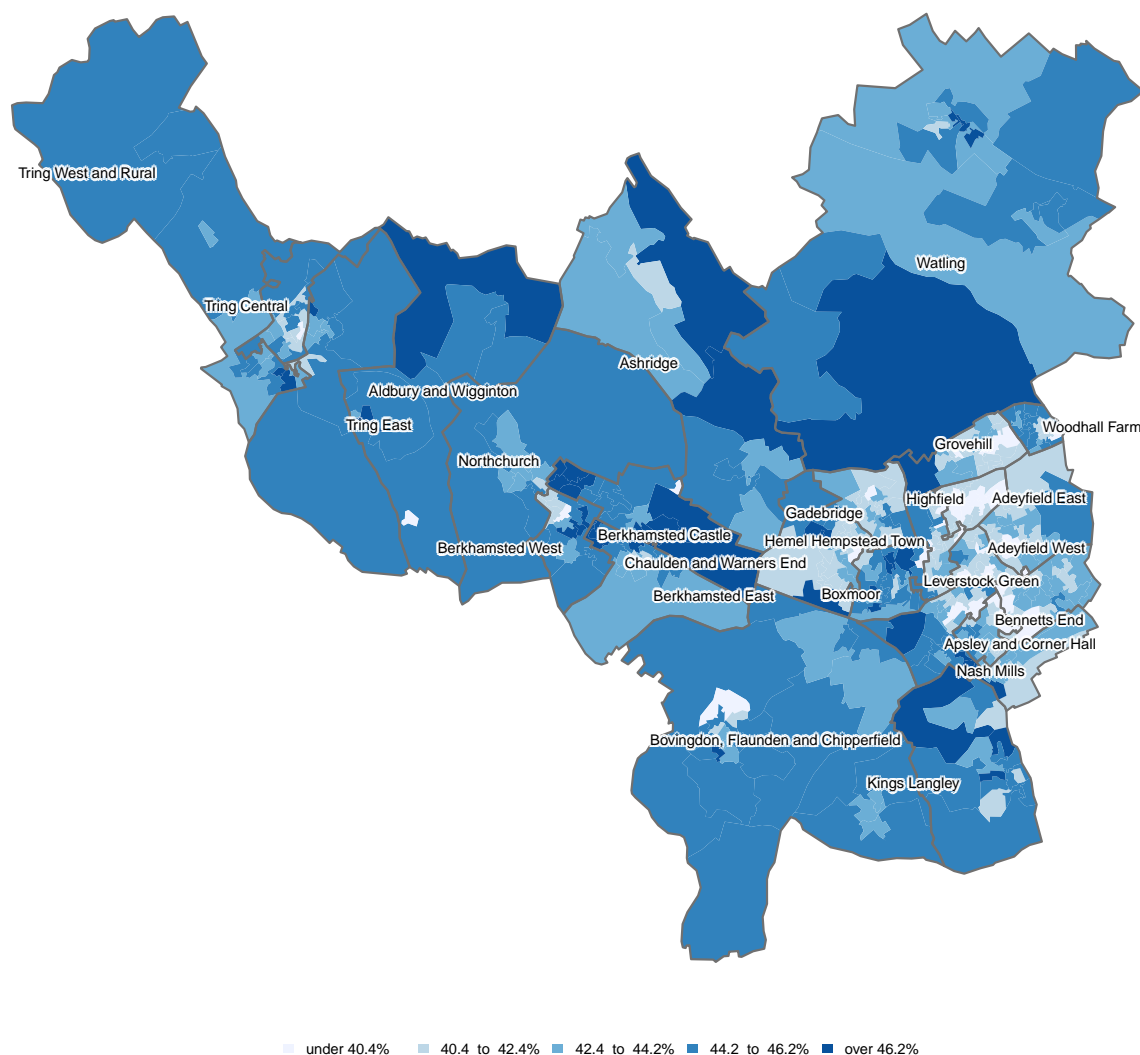 Tring West and Rural
Watling
Tring Central
Ashridge
Aldbury and Wigginton
Tring East
Woodhall Farm
Grovehill
Northchurch
Highfield
Adeyfield East
Gadebridge
Berkhamsted Castle
Hemel Hempstead Town
Berkhamsted West
Adeyfield West
Chaulden and Warners End
Leverstock Green
Berkhamsted East
Boxmoor
Bennetts End
Apsley and Corner Hall
Nash Mills
Bovingdon, Flaunden and Chipperfield
Kings Langley
under 40.4%
40.4 to 42.4%
42.4 to 44.2%
44.2 to 46.2%
over 46.2%